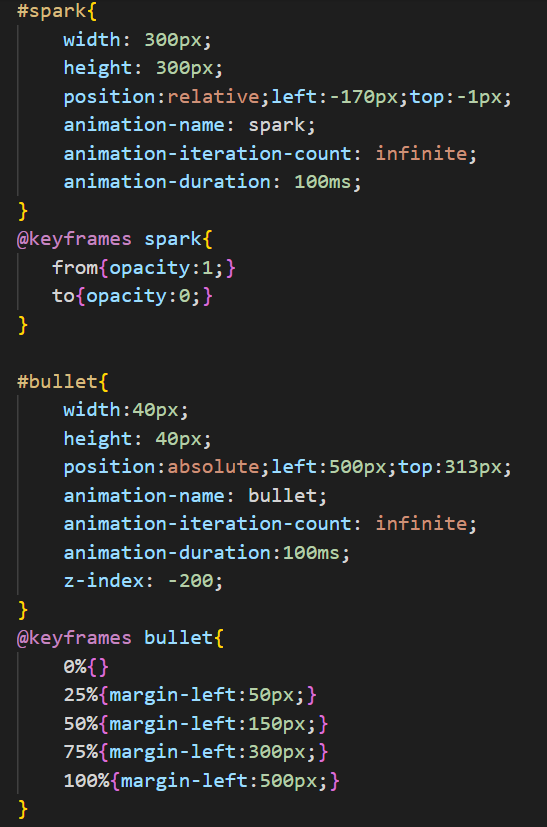 #spark{
    width: 300px;
    height: 300px;
    position:relative;left:-170px;top:-1px;
    animation-name: spark;
    animation-iteration-count: infinite;
    animation-duration: 100ms;
}
@keyframes spark{
   from{opacity:1;}
   to{opacity:0;}
}

#bullet{
    width:40px;
    height: 40px;
    position:absolute;left:500px;top:313px;
    animation-name: bullet;
    animation-iteration-count: infinite;
    animation-duration:100ms;
    z-index: -200;
}
@keyframes bullet{
    0%{}
    25%{margin-left:50px;}
    50%{margin-left:150px;}
    75%{margin-left:300px;}
    100%{margin-left:500px;}
}